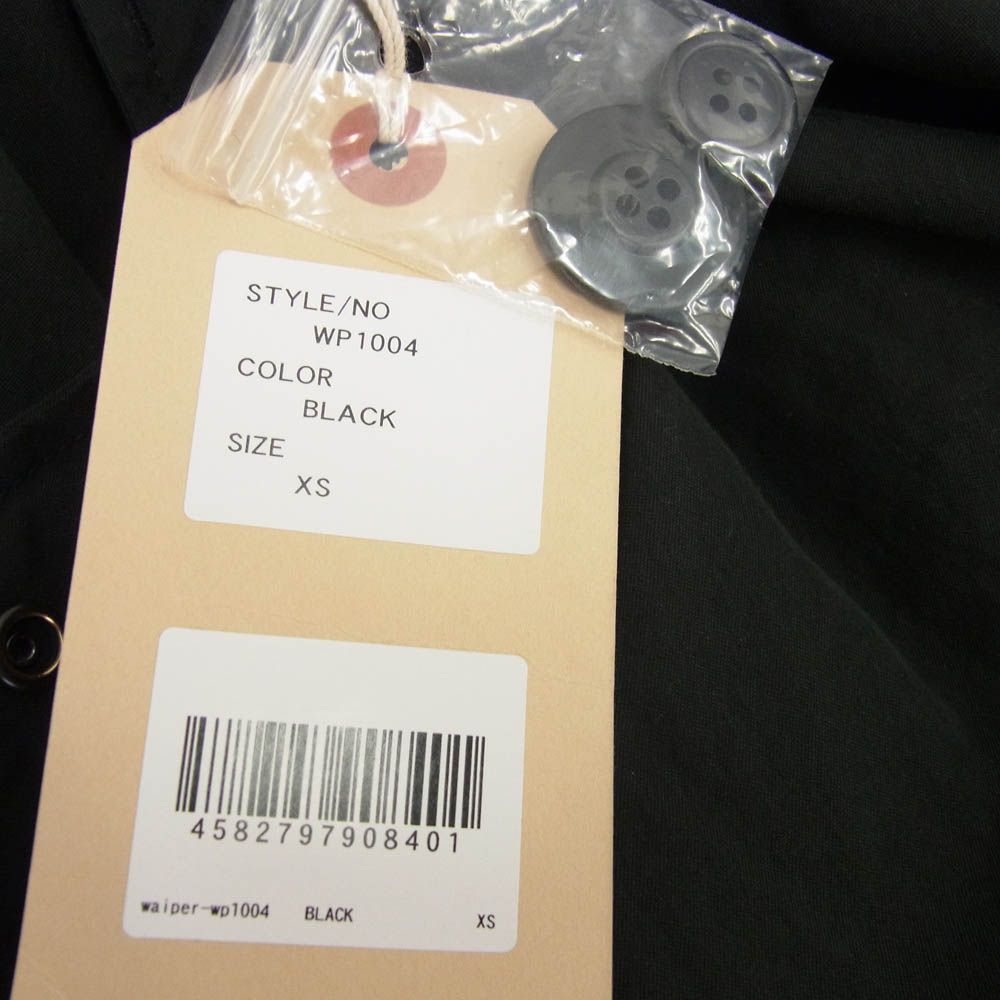 STYLE/NO
WP1004
COLOR
BLACK
SIZE
XS
4582797908401
waiper-wp1004 BLACK XS